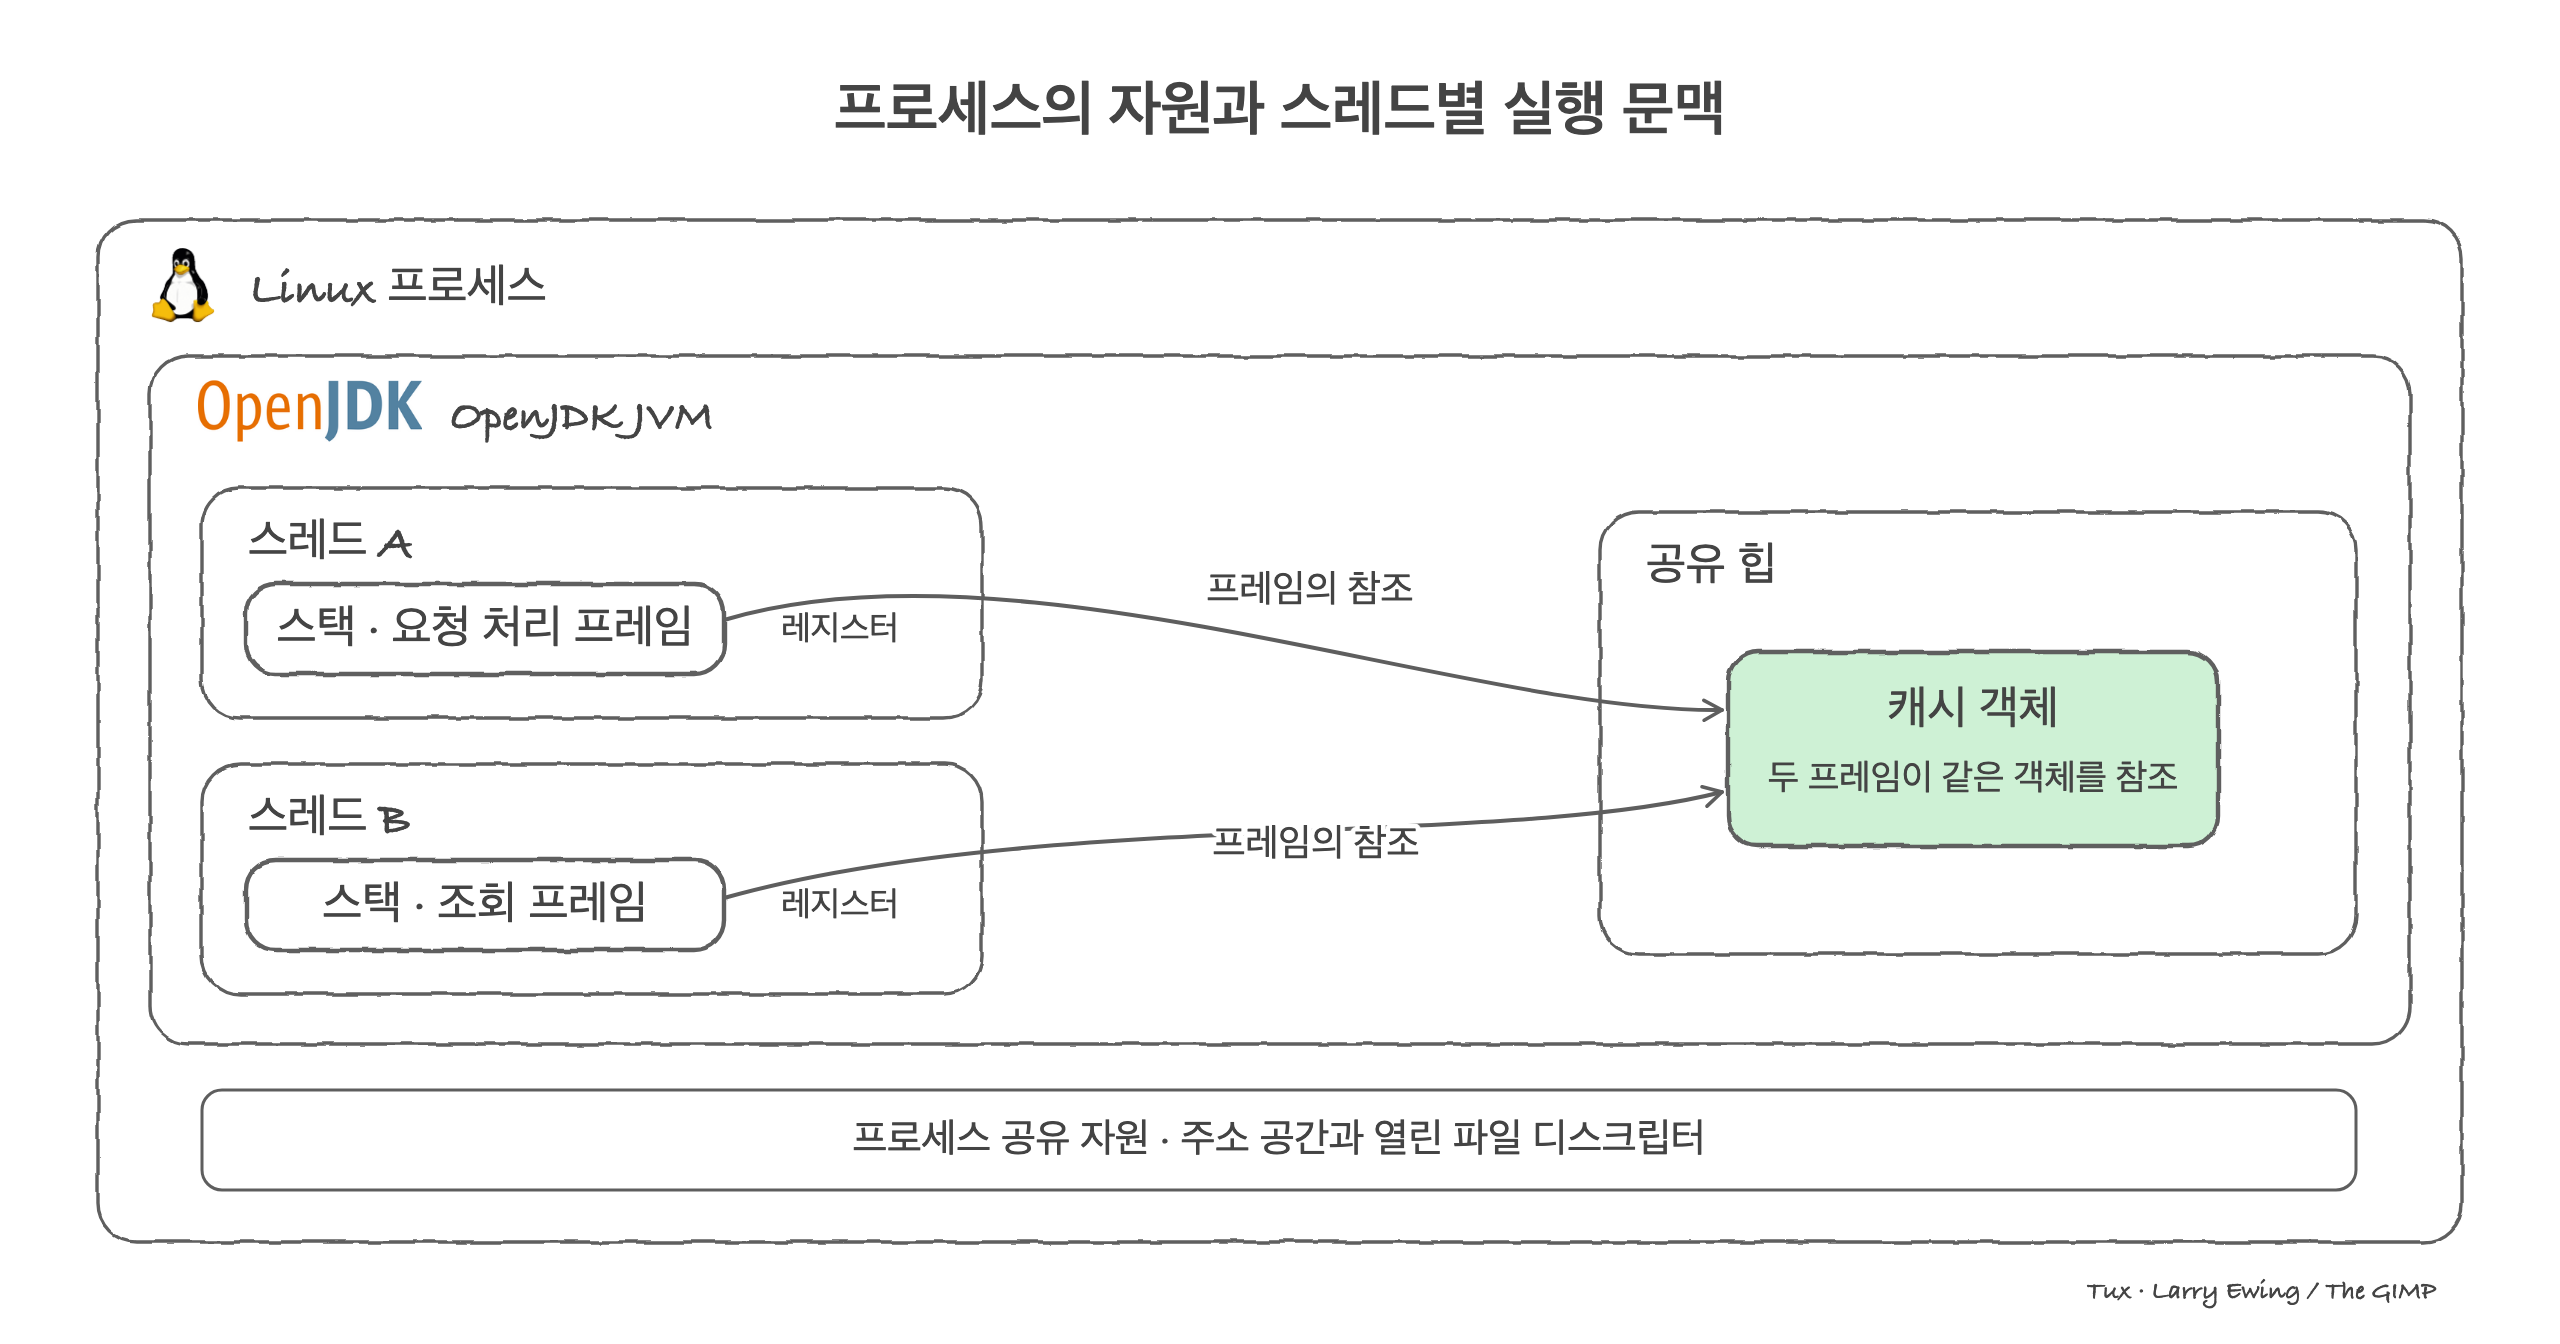 프로세스의 자원과 스레드별 실행 문맥
Linux 프로세스
OpenJDK OpenJDK JVM
스레드 A
스택 · 요청 처리 프레임
레지스터
프레임의 참조
공유 힙
캐시 객체
두 프레임이 같은 객체를 참조
스레드 B
스택 · 조회 프레임
레지스터
프레임의 참조
프로세스 공유 자원 · 주소 공간과 열린 파일 디스크립터
Tux · Larry Ewing / The GIMP